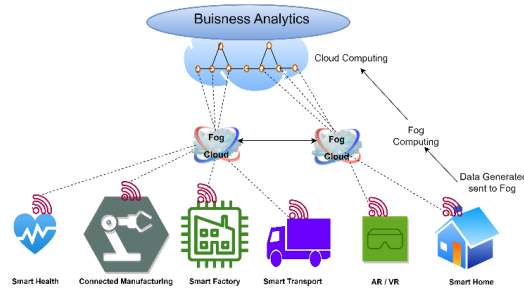 Buisness Analytics
Cloud Computing
Fog
Cloud
Fog
Cloud
Fog
Computing
Data Generated
sent to Fog
Smart Health
Connected Manufacturing
Smart Factory
Smart Transport
AR / VR
Smart Home